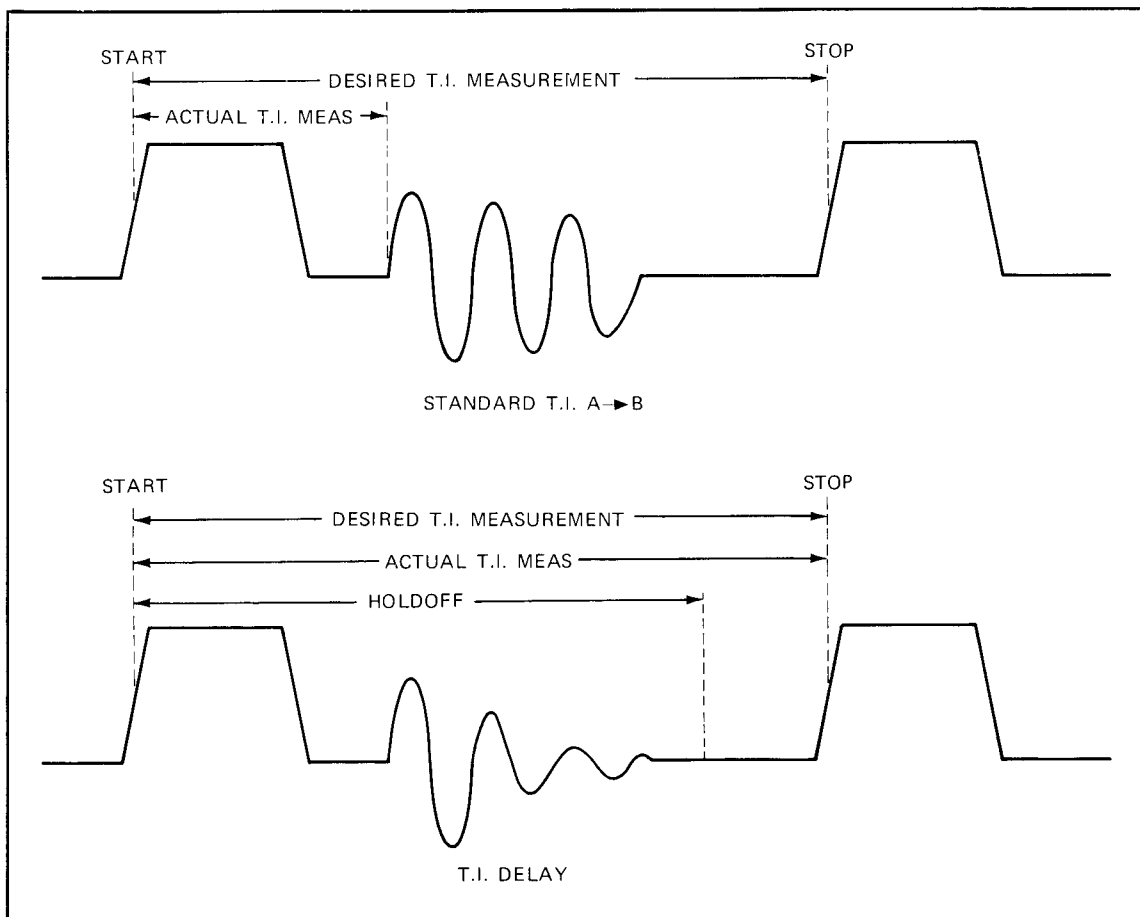 START
STOP
DESIRED T.I. MEASUREMENT
ACTUAL T.I. MEAS
STANDARD T.I. A→B
START
STOP
DESIRED T.I. MEASUREMENT
ACTUAL T.I. MEAS
HOLDOFF
T.I. DELAY